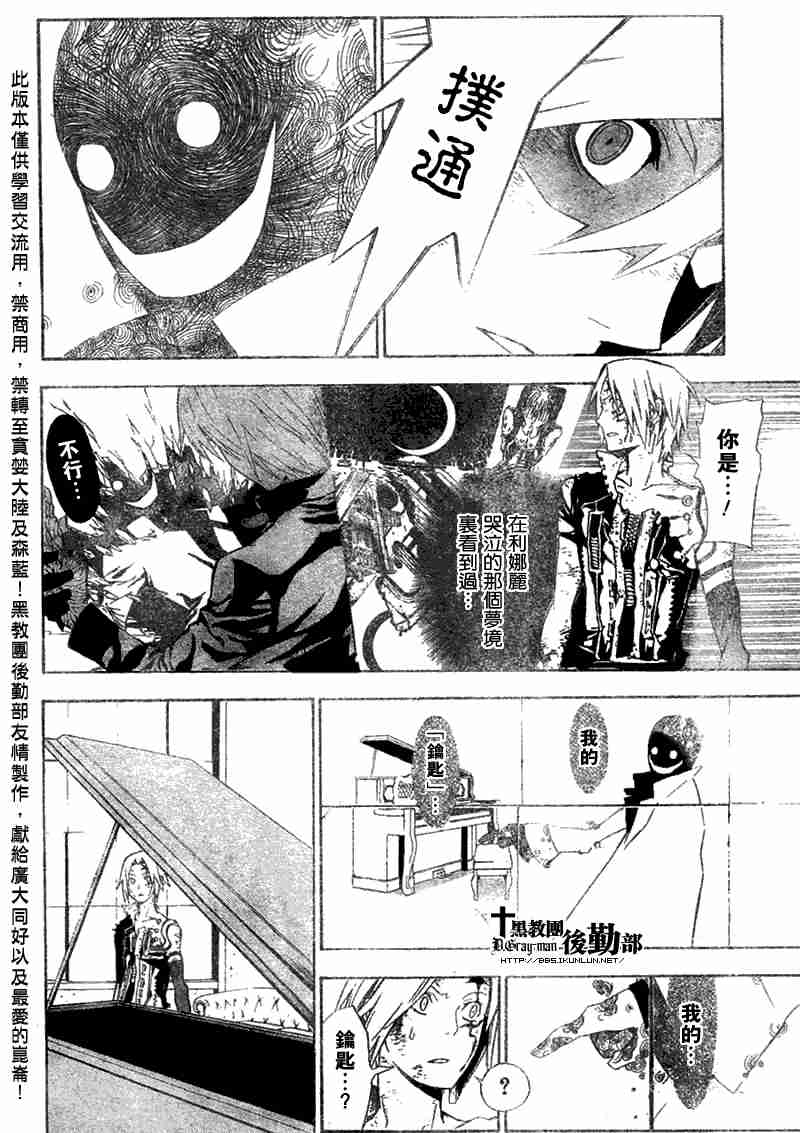 撲通
你是…!
在利娜麗
哭泣的那個夢境
裏看到過…
不行…
我的
「鑰匙」…
我的…
?
鑰匙…?
黑教團
D.Gray-man
後勤部
HTTP://BBS.IKUNLUN.NET/
此版本僅供學習交流用，禁商用，禁轉至貪婪大陸及森藍！黑教團後勤部友情製作，獻給廣大同好以及最愛的崑崙！